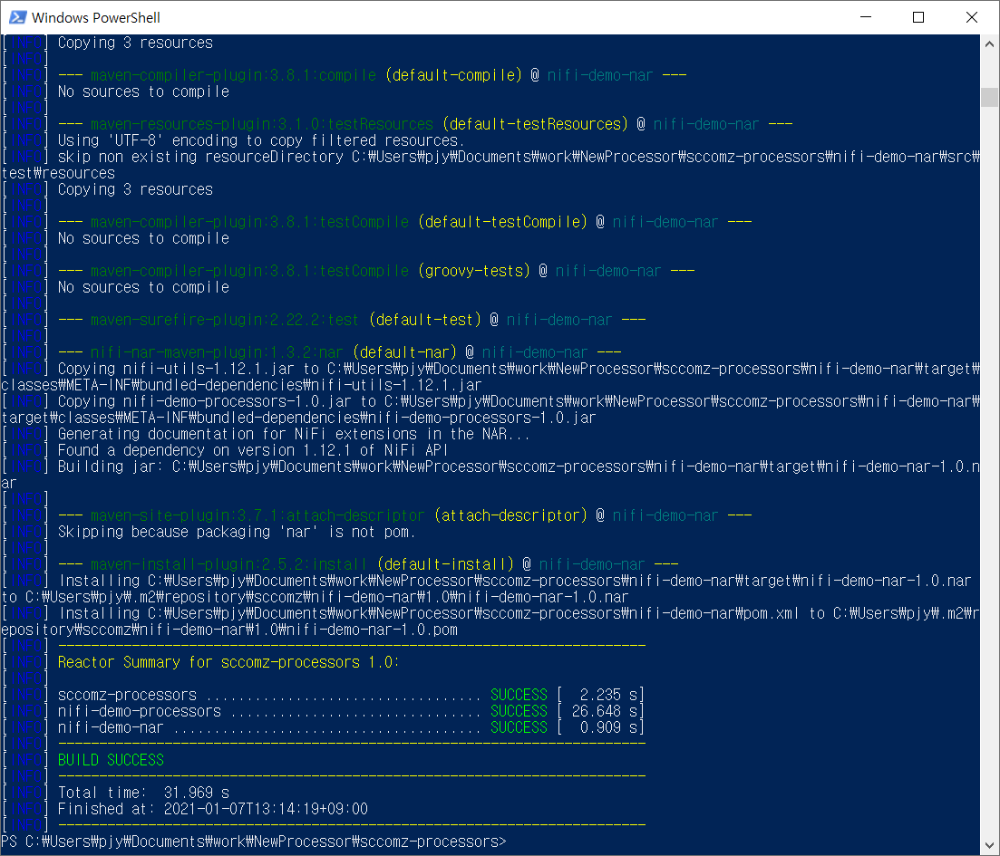 Windows PowerShell
[INFO] Copying 3 resources
[INFO]
[INFO] --- maven-compiler-plugin:3.8.1:compile (default-compile) @ nifi-demo-nar ---
[INFO] No sources to compile
[INFO]
[INFO] --- maven-resources-plugin:3.1.0:testResources (default-testResources) @ nifi-demo-nar ---
[INFO] Using 'UTF-8' encoding to copy filtered resources.
[INFO] skip non existing resourceDirectory C:₩Users₩pjy₩Documents₩work₩NewProcessor₩sccomz-processors₩nifi-demo-nar₩src₩
test₩resources
[INFO] Copying 3 resources
[INFO]
[INFO] --- maven-compiler-plugin:3.8.1:testCompile (default-testCompile) @ nifi-demo-nar ---
[INFO] No sources to compile
[INFO]
[INFO] --- maven-compiler-plugin:3.8.1:testCompile (groovy-tests) @ nifi-demo-nar ---
[INFO] No sources to compile
[INFO]
[INFO] --- maven-surefire-plugin:2.22.2:test (default-test) @ nifi-demo-nar ---
[INFO]
[INFO] --- nifi-nar-maven-plugin:1.3.2:nar (default-nar) @ nifi-demo-nar ---
[INFO] Copying nifi-utils-1.12.1.jar to C:₩Users₩pjy₩Documents₩work₩NewProcessor₩sccomz-processors₩nifi-demo-nar₩target₩
classes₩META-INF₩bundled-dependencies₩nifi-utils-1.12.1.jar
[INFO] Copying nifi-demo-processors-1.0.jar to C:₩Users₩pjy₩Documents₩work₩NewProcessor₩sccomz-processors₩nifi-demo-nar₩
target₩classes₩META-INF₩bundled-dependencies₩nifi-demo-processors-1.0.jar
[INFO] Generating documentation for NiFi extensions in the NAR...
[INFO] Found a dependency on version 1.12.1 of NiFi API
[INFO] Building jar: C:₩Users₩pjy₩Documents₩work₩NewProcessor₩sccomz-processors₩nifi-demo-nar₩target₩nifi-demo-nar-1.0.n
ar
[INFO]
[INFO] --- maven-site-plugin:3.7.1:attach-descriptor (attach-descriptor) @ nifi-demo-nar ---
[INFO] Skipping because packaging 'nar' is not pom.
[INFO]
[INFO] --- maven-install-plugin:2.5.2:install (default-install) @ nifi-demo-nar ---
[INFO] Installing C:₩Users₩pjy₩Documents₩work₩NewProcessor₩sccomz-processors₩nifi-demo-nar₩target₩nifi-demo-nar-1.0.nar
to C:₩Users₩pjy₩.m2₩repository₩sccomz₩nifi-demo-nar₩1.0₩nifi-demo-nar-1.0.nar
[INFO] Installing C:₩Users₩pjy₩Documents₩work₩NewProcessor₩sccomz-processors₩nifi-demo-nar₩pom.xml to C:₩Users₩pjy₩.m2₩r
epository₩sccomz₩nifi-demo-nar₩1.0₩nifi-demo-nar-1.0.pom
[INFO] ------------------------------------------------------------------------
[INFO] Reactor Summary for sccomz-processors 1.0:
[INFO]
[INFO] sccomz-processors .................................. SUCCESS [  2.235 s]
[INFO] nifi-demo-processors ............................... SUCCESS [ 26.648 s]
[INFO] nifi-demo-nar ...................................... SUCCESS [  0.909 s]
[INFO] ------------------------------------------------------------------------
[INFO] BUILD SUCCESS
[INFO] ------------------------------------------------------------------------
[INFO] Total time:  31.969 s
[INFO] Finished at: 2021-01-07T13:14:19+09:00
[INFO] ------------------------------------------------------------------------
PS C:₩Users₩pjy₩Documents₩work₩NewProcessor₩sccomz-processors>